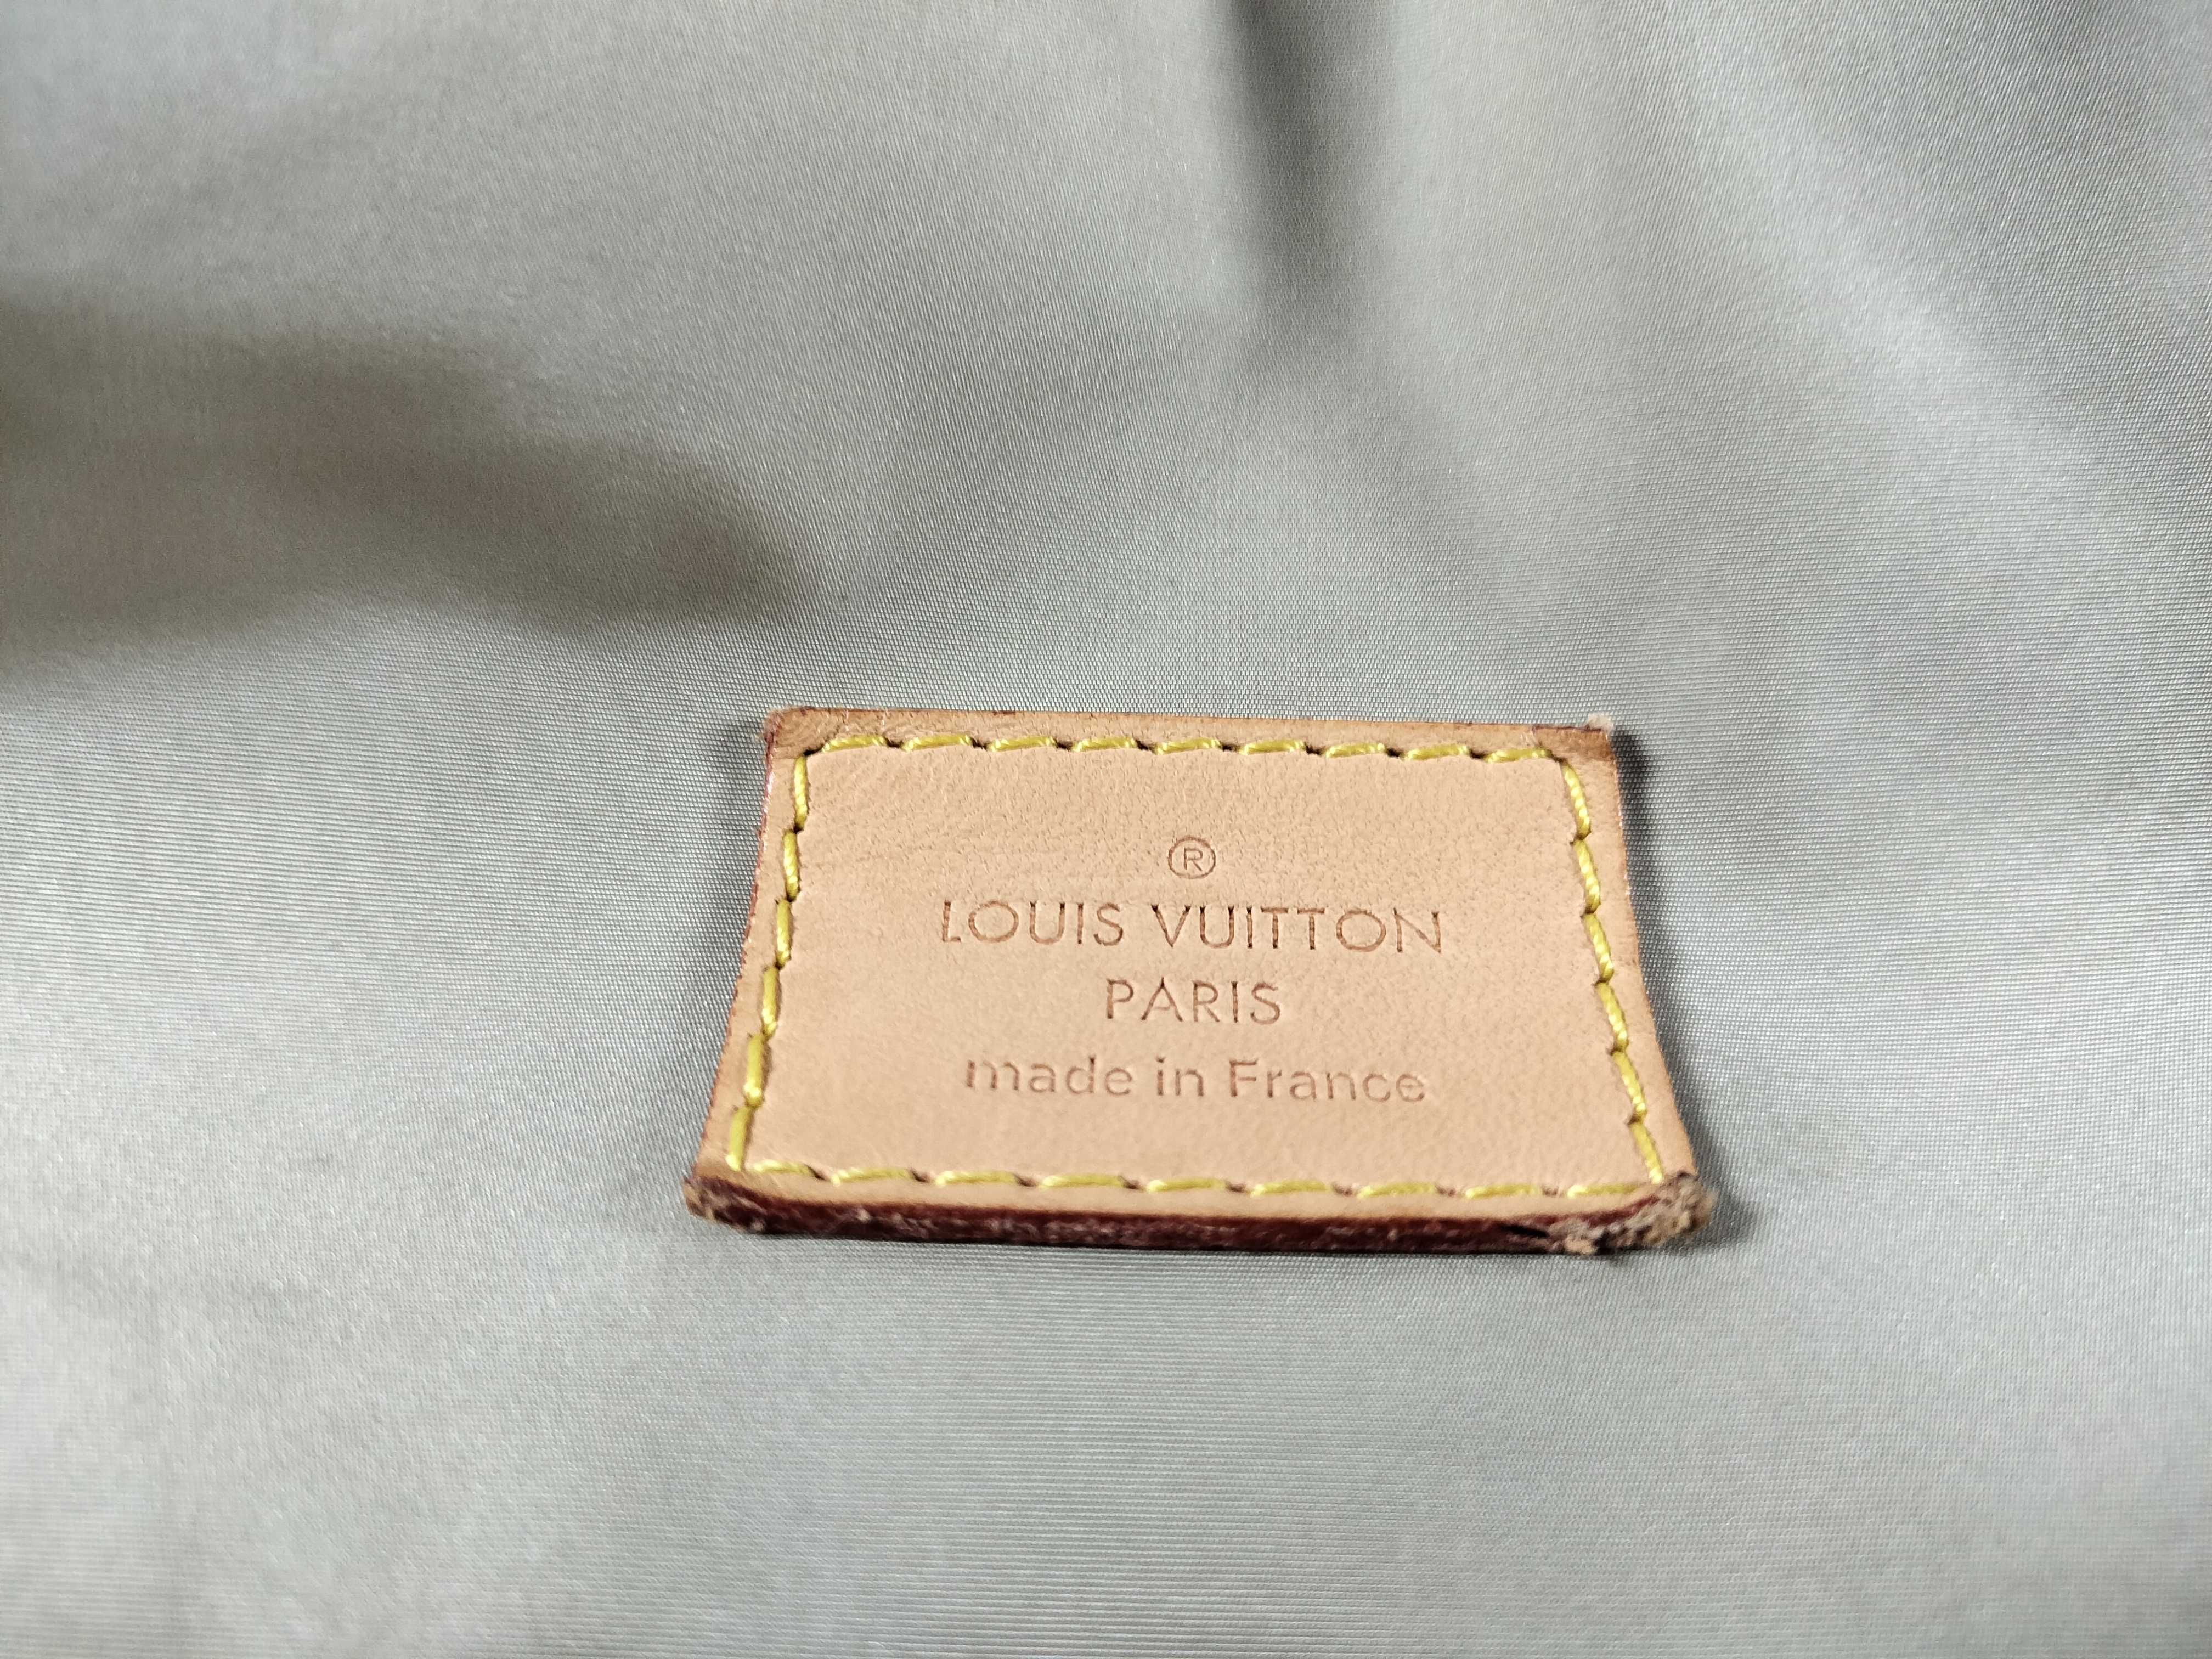 ®
LOUIS VUITTON
PARIS
made in France